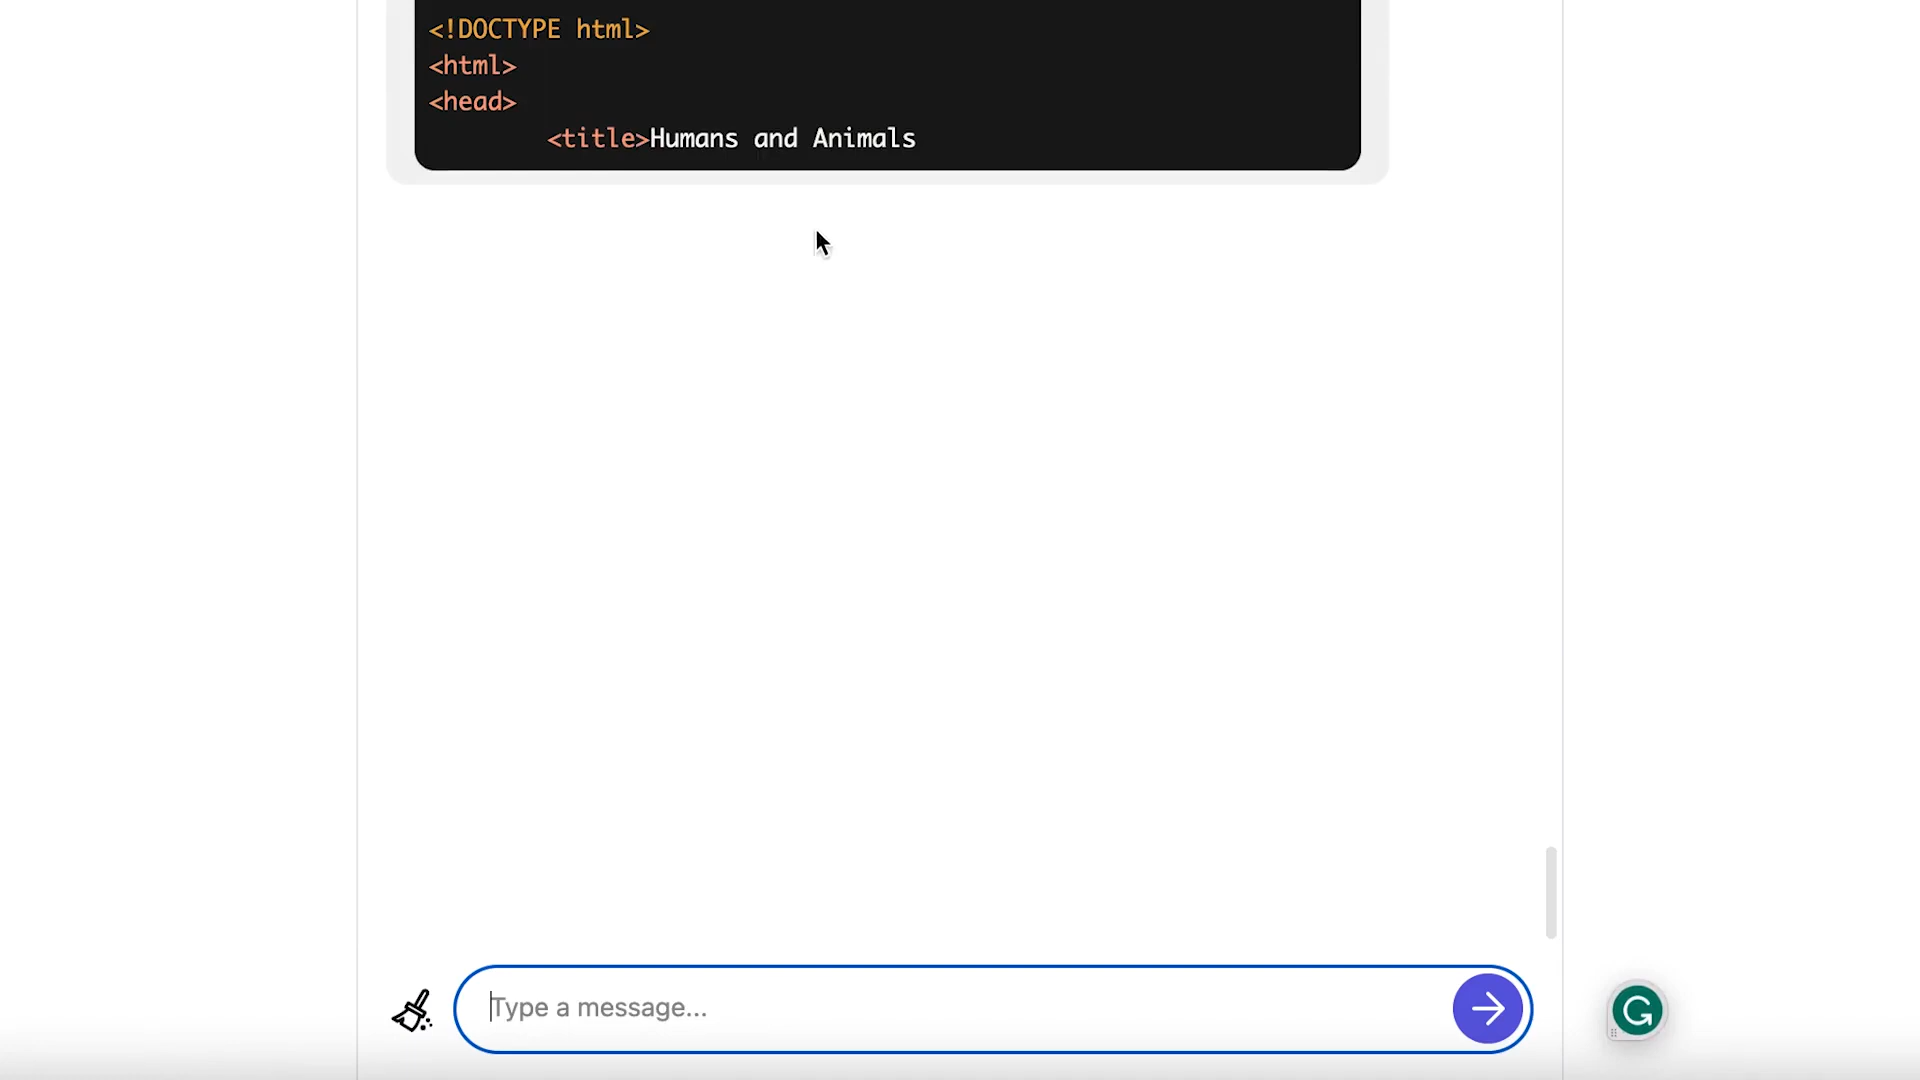 <!DOCTYPE html>
<html>
<head>
<title>Humans and Animals
Type a message...